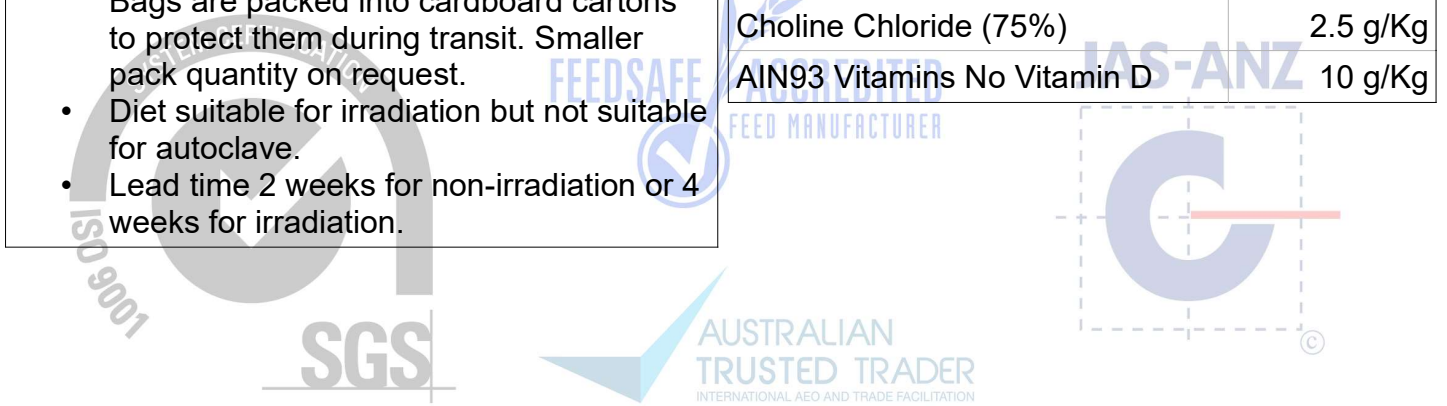 Bags are packed into cardboard cartons
to protect them during transit. Smaller
pack quantity on request.
• Diet suitable for irradiation but not suitable
for autoclave.
• Lead time 2 weeks for non-irradiation or 4
weeks for irradiation.
Choline Chloride (75%) 2.5 g/Kg
AIN93 Vitamins No Vitamin D 10 g/Kg
SYSTEM CERTIFICATION
ISO 9001
SGS
FEEDSAFE ACCREDITED
FEED MANUFACTURER
JAS-ANZ
©
AUSTRALIAN
TRUSTED TRADER
INTERNATIONAL AEO AND TRADE FACILITATION